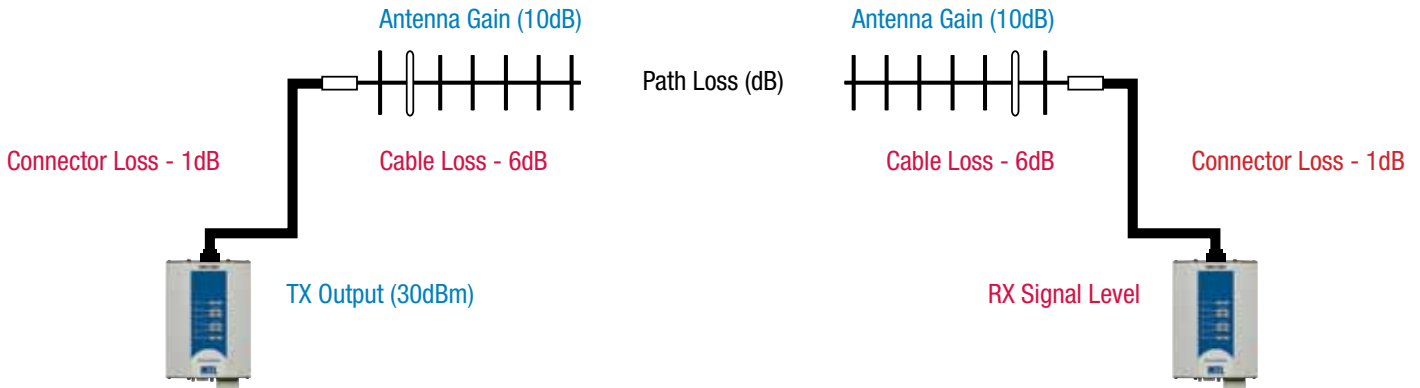 Antenna Gain (10dB)
Antenna Gain (10dB)
Path Loss (dB)
Connector Loss - 1dB
Cable Loss - 6dB
Cable Loss - 6dB
Connector Loss - 1dB
TX Output (30dBm)
RX Signal Level